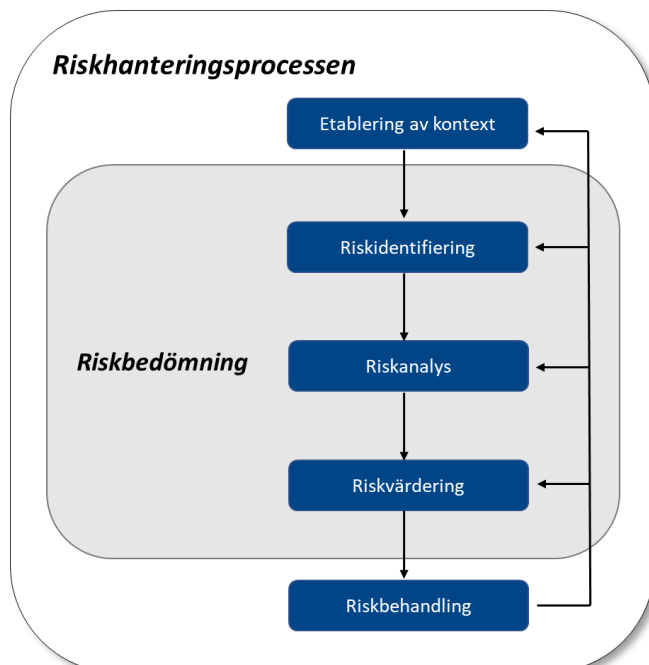 Riskhanteringsprocessen
Etablering av kontext
Riskidentifiering
Riskbedömning
Riskanalys
Riskvärdering
Riskbehandling